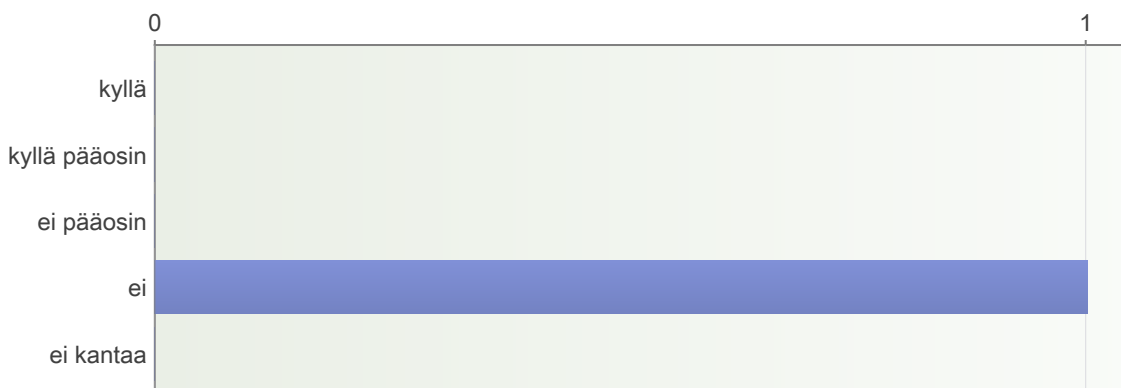 0 1
kyllä
kyllä pääosin
ei pääosin
ei
ei kantaa